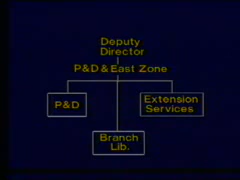 Deputy
Director
P&D & East Zone
P&D
Extension
Services
Branch
Lib.